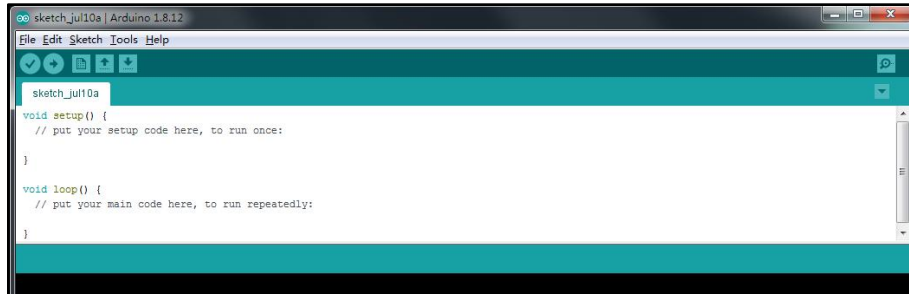 sketch_jul10a | Arduino 1.8.12
File Edit Sketch Tools Help
sketch_jul10a
void setup() {
  // put your setup code here, to run once:
}
void loop() {
  // put your main code here, to run repeatedly:
}